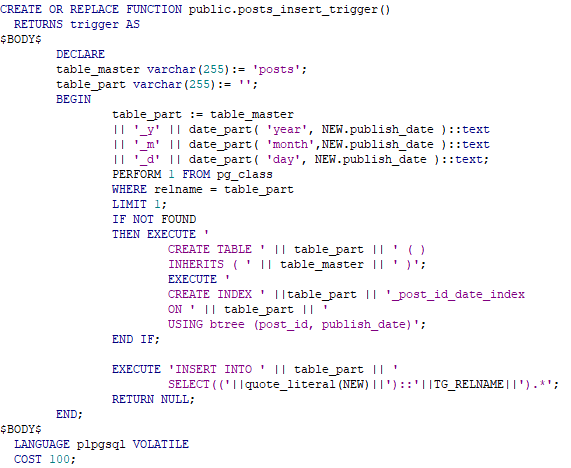 CREATE OR REPLACE FUNCTION public.posts_insert_trigger()
RETURNS trigger AS
$BODY$
DECLARE
table_master varchar(255):= 'posts';
table_part varchar(255):= '';
BEGIN
table_part := table_master
|| '_y' || date_part( 'year', NEW.publish_date )::text
|| '_m' || date_part( 'month',NEW.publish_date )::text
|| '_d' || date_part( 'day', NEW.publish_date )::text;
PERFORM 1 FROM pg_class
WHERE relname = table_part
LIMIT 1;
IF NOT FOUND
THEN EXECUTE '
CREATE TABLE ' || table_part || ' ( )
INHERITS ( ' || table_master || ' )';
EXECUTE '
CREATE INDEX ' ||table_part || '_post_id_date_index
ON ' || table_part || '
USING btree (post_id, publish_date)';
END IF;
EXECUTE 'INSERT INTO ' || table_part || '
SELECT(('||quote_literal(NEW)||')::'||TG_RELNAME||').*';
RETURN NULL;
END;
$BODY$
LANGUAGE plpgsql VOLATILE
COST 100;